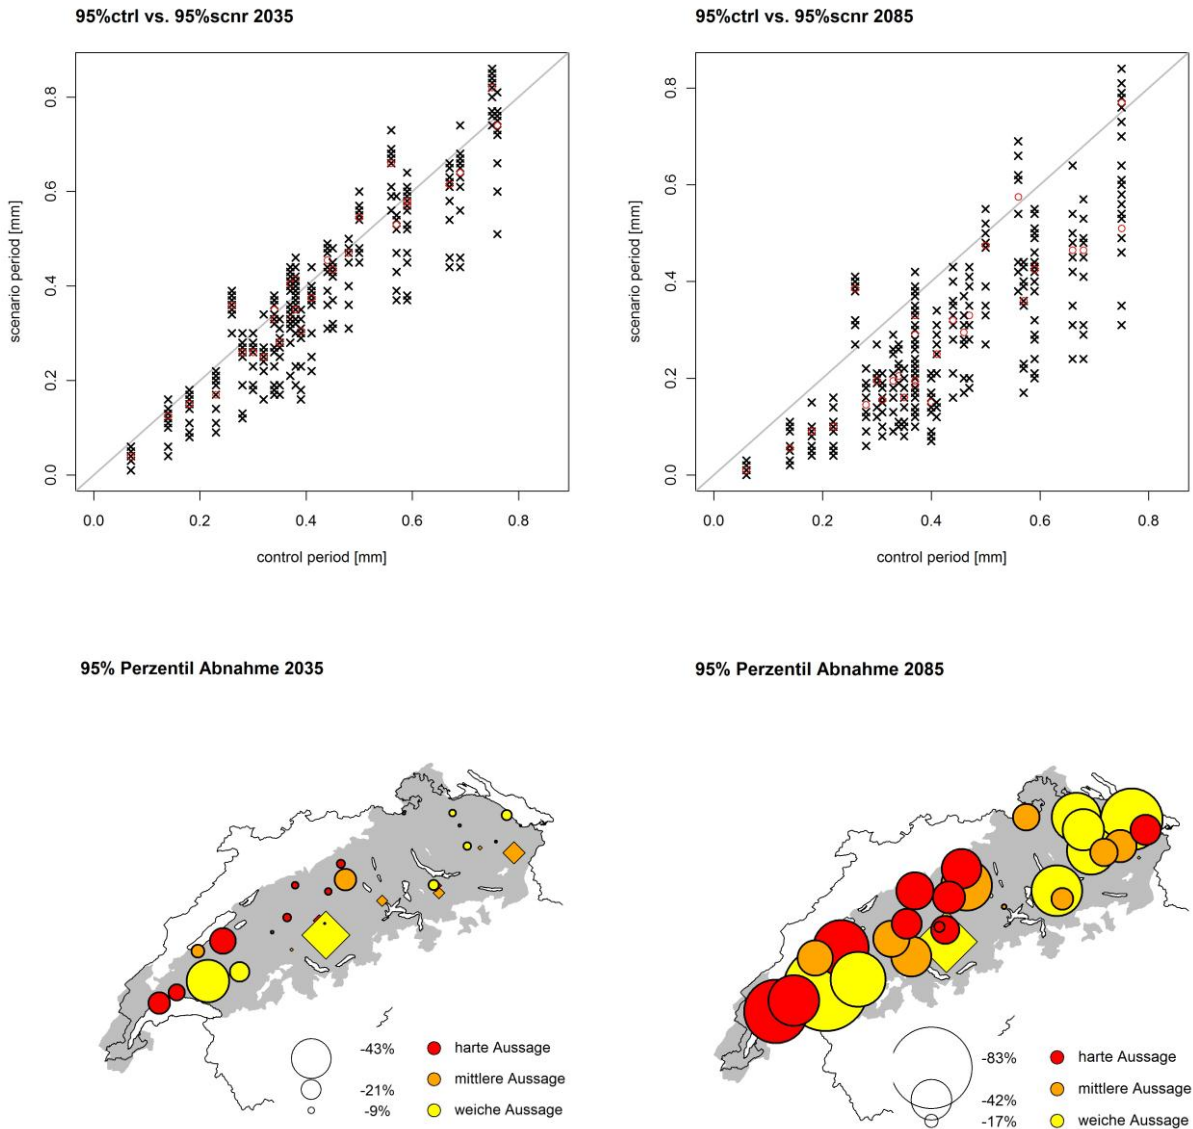 95%ctrl vs. 95%scnr 2035
scenario period [mm]
0.8
0.6
0.4
0.2
0.0
0.0 0.2 0.4 0.6 0.8
control period [mm]
95%ctrl vs. 95%scnr 2085
scenario period [mm]
0.8
0.6
0.4
0.2
0.0
0.0 0.2 0.4 0.6 0.8
control period [mm]
95% Perzentil Abnahme 2035
-43%
-21%
-9%
harte Aussage
mittlere Aussage
weiche Aussage
95% Perzentil Abnahme 2085
-83%
-42%
-17%
harte Aussage
mittlere Aussage
weiche Aussage